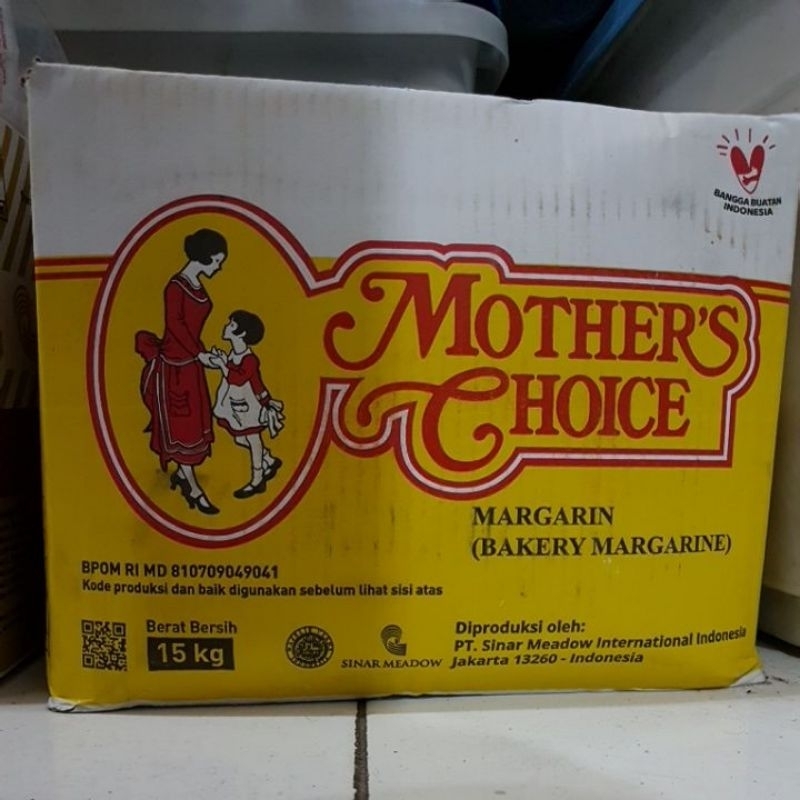 BANGGA BUATAN
INDONESIA
MOTHER'S
CHOICE
MARGARIN
(BAKERY MARGARINE)
BPOM RI MD 810709049041
Kode produksi dan baik digunakan sebelum lihat sisi atas
Berat Bersih
15 kg
SINAR MEADOW
Diproduksi oleh:
PT. Sinar Meadow International Indonesia
Jakarta 13260 - Indonesia